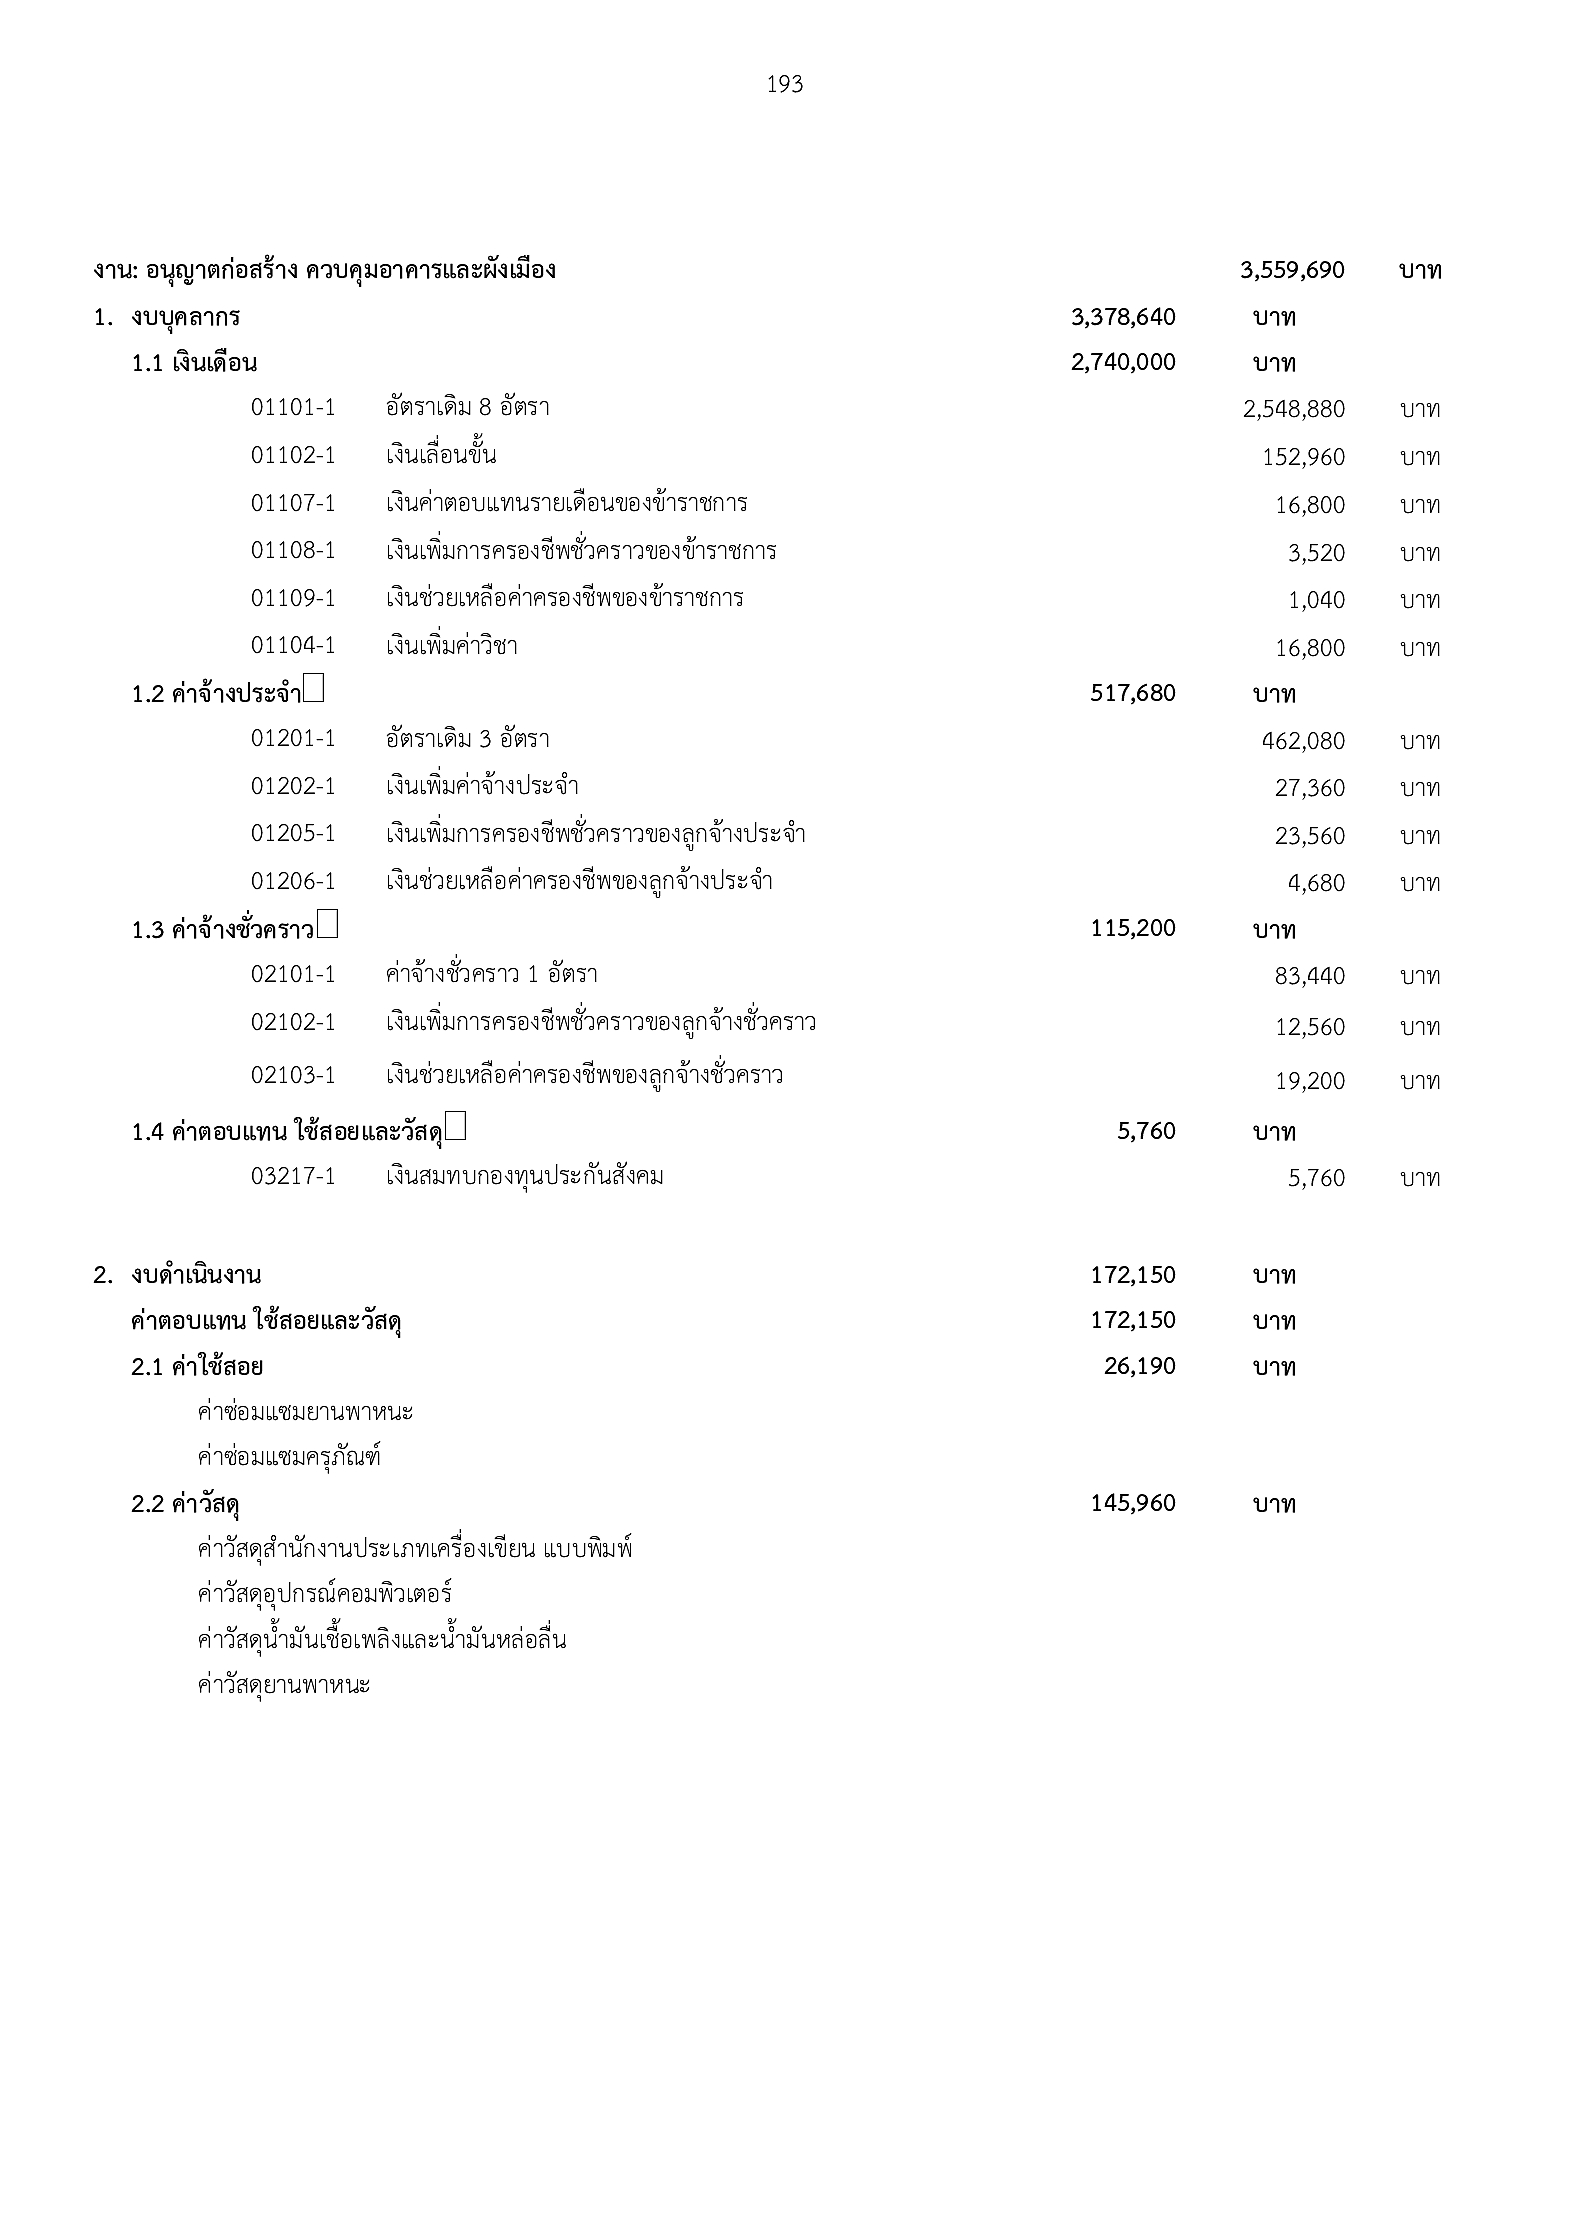 193
งาน: อนุญาตก่อสร้าง ควบคุมอาคารและผังเมือง 3,559,690 บาท
1. งบบุคลากร 3,378,640 บาท
1.1 เงินเดือน 2,740,000 บาท
01101-1 อัตราเดิม 8 อัตรา 2,548,880 บาท
01102-1 เงินเลื่อนขั้น 152,960 บาท
01107-1 เงินค่าตอบแทนรายเดือนของข้าราชการ 16,800 บาท
01108-1 เงินเพิ่มการครองชีพชั่วคราวของข้าราชการ 3,520 บาท
01109-1 เงินช่วยเหลือค่าครองชีพของข้าราชการ 1,040 บาท
01104-1 เงินเพิ่มค่าวิชา 16,800 บาท
1.2 ค่าจ้างประจำ 517,680 บาท
01201-1 อัตราเดิม 3 อัตรา 462,080 บาท
01202-1 เงินเพิ่มค่าจ้างประจำ 27,360 บาท
01205-1 เงินเพิ่มการครองชีพชั่วคราวของลูกจ้างประจำ 23,560 บาท
01206-1 เงินช่วยเหลือค่าครองชีพของลูกจ้างประจำ 4,680 บาท
1.3 ค่าจ้างชั่วคราว 115,200 บาท
02101-1 ค่าจ้างชั่วคราว 1 อัตรา 83,440 บาท
02102-1 เงินเพิ่มการครองชีพชั่วคราวของลูกจ้างชั่วคราว 12,560 บาท
02103-1 เงินช่วยเหลือค่าครองชีพของลูกจ้างชั่วคราว 19,200 บาท
1.4 ค่าตอบแทน ใช้สอยและวัสดุ 5,760 บาท
03217-1 เงินสมทบกองทุนประกันสังคม 5,760 บาท
2. งบดำเนินงาน 172,150 บาท
ค่าตอบแทน ใช้สอยและวัสดุ 172,150 บาท
2.1 ค่าใช้สอย 26,190 บาท
ค่าซ่อมแซมยานพาหนะ
ค่าซ่อมแซมครุภัณฑ์
2.2 ค่าวัสดุ 145,960 บาท
ค่าวัสดุสำนักงานประเภทเครื่องเขียน แบบพิมพ์
ค่าวัสดุอุปกรณ์คอมพิวเตอร์
ค่าวัสดุน้ำมันเชื้อเพลิงและน้ำมันหล่อลื่น
ค่าวัสดุยานพาหนะ